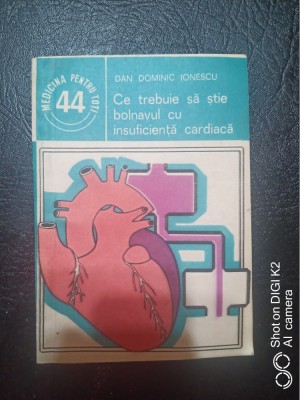 MEDICINA PENTRU TOȚI
44
DAN DOMINIC IONESCU
Ce trebuie să știe
bolnavul cu
insuficiență cardiacă
Shot on DIGI K2
AI camera